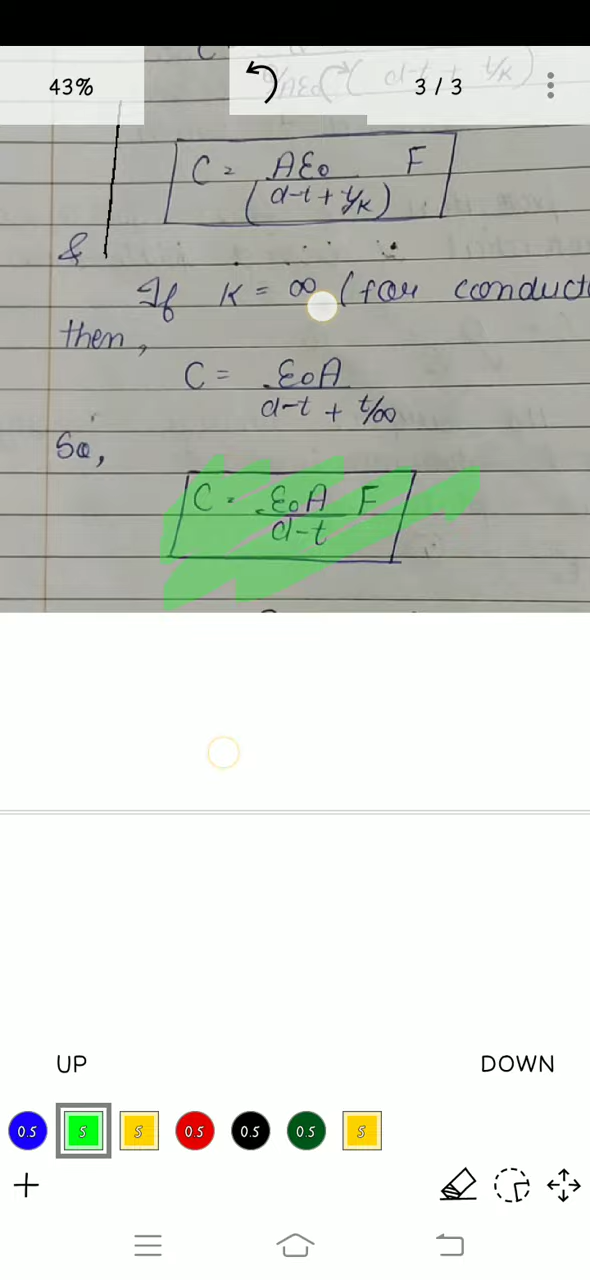 43%
3 / 3
C = Aε₀ F
(d-t + t/K)
&
If K = ∞ (for conduct
then,
C = ε₀A
d-t + t/∞
So,
C = ε₀A F
d-t
UP
DOWN
0.5 5 5 0.5 0.5 0.5 5